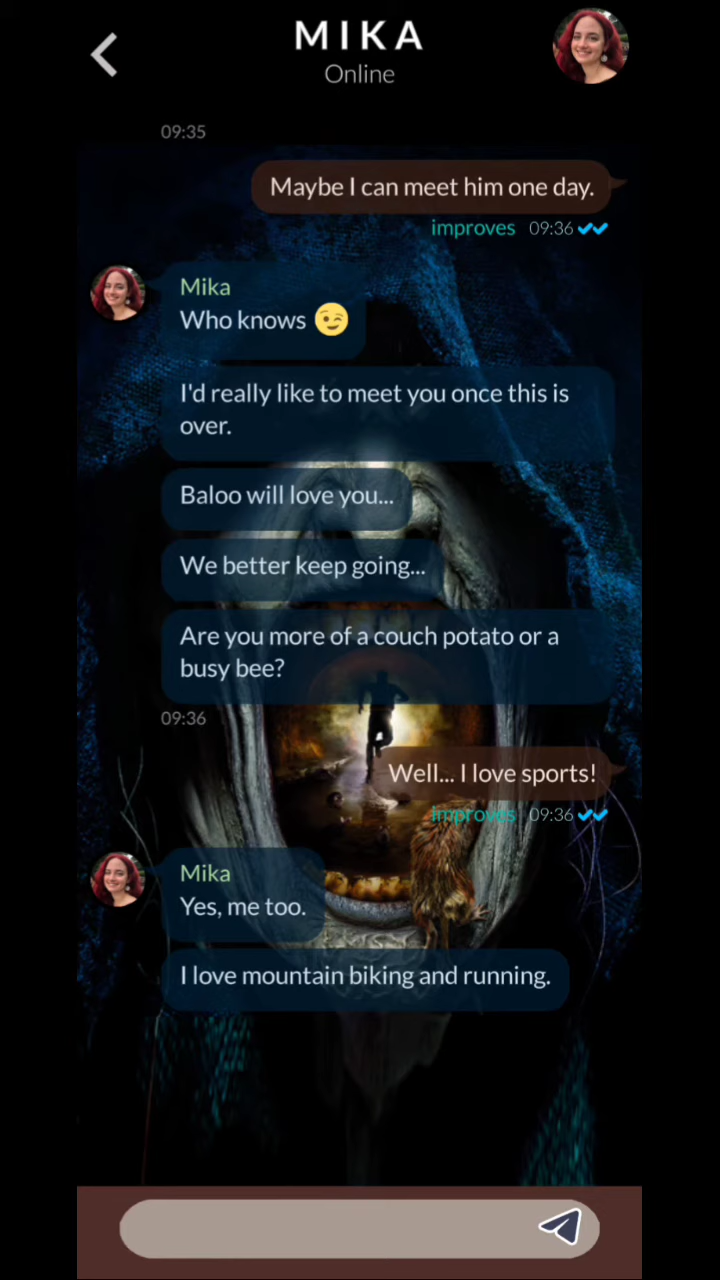 MIKA
Online
09:35
Maybe I can meet him one day.
improves 09:36
Mika
Who knows 😉
I'd really like to meet you once this is
over.
Baloo will love you...
We better keep going...
Are you more of a couch potato or a
busy bee?
09:36
Well... I love sports!
improves 09:36
Mika
Yes, me too.
I love mountain biking and running.